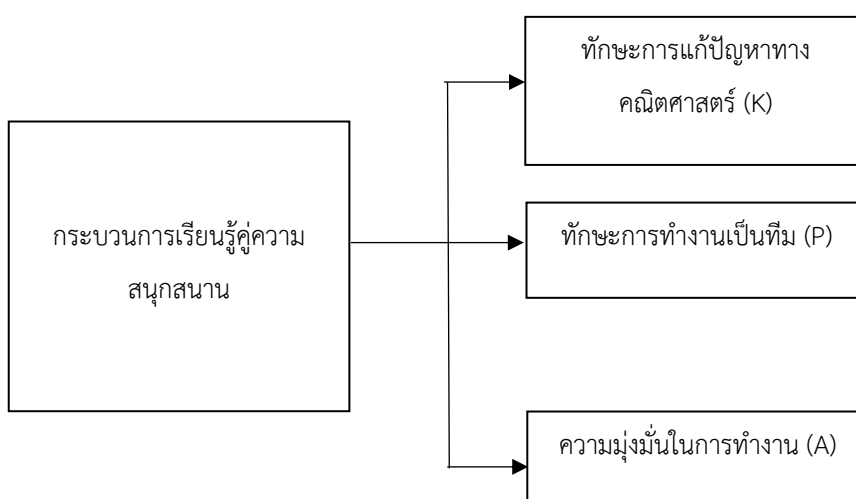 ทักษะการแก้ปัญหาทาง
คณิตศาสตร์ (K)
กระบวนการเรียนรู้คู่ความ
สนุกสนาน
ทักษะการทำงานเป็นทีม (P)
ความมุ่งมั่นในการทำงาน (A)